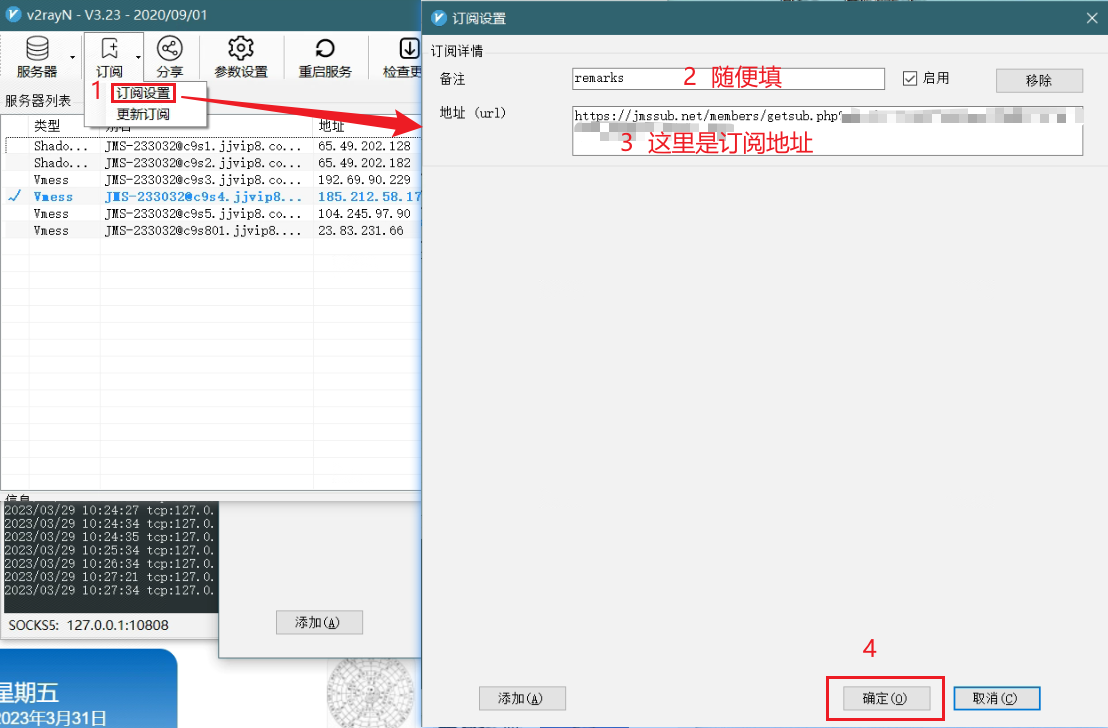 v2rayN - V3.23 - 2020/09/01
服务器
订阅
分享
参数设置
重启服务
检查更
1
订阅设置
更新订阅
服务器列表
类型 别名 地址
Shado... JMS-233032@c9s1.jjvip8.co... 65.49.202.128
Shado... JMS-233032@c9s2.jjvip8.co... 65.49.202.182
Vmess JMS-233032@c9s3.jjvip8.co... 192.69.90.229
Vmess JMS-233032@c9s4.jjvip8... 185.212.58.17
Vmess JMS-233032@c9s5.jjvip8.co... 104.245.97.90
Vmess JMS-233032@c9s801.jjvip8.... 23.83.231.66
信息
2023/03/29 10:24:27 tcp:127.0.
2023/03/29 10:24:34 tcp:127.0.
2023/03/29 10:24:35 tcp:127.0.
2023/03/29 10:25:34 tcp:127.0.
2023/03/29 10:26:34 tcp:127.0.
2023/03/29 10:27:21 tcp:127.0.
2023/03/29 10:27:34 tcp:127.0.
SOCKS5: 127.0.0.1:10808
添加(A)
星期五
2023年3月31日
订阅设置
订阅详情
备注 remarks 2 随便填 启用 移除
地址 (url) https://jmssub.net/members/getsub.php?
3 这里是订阅地址
4
添加(A) 确定(O) 取消(C)